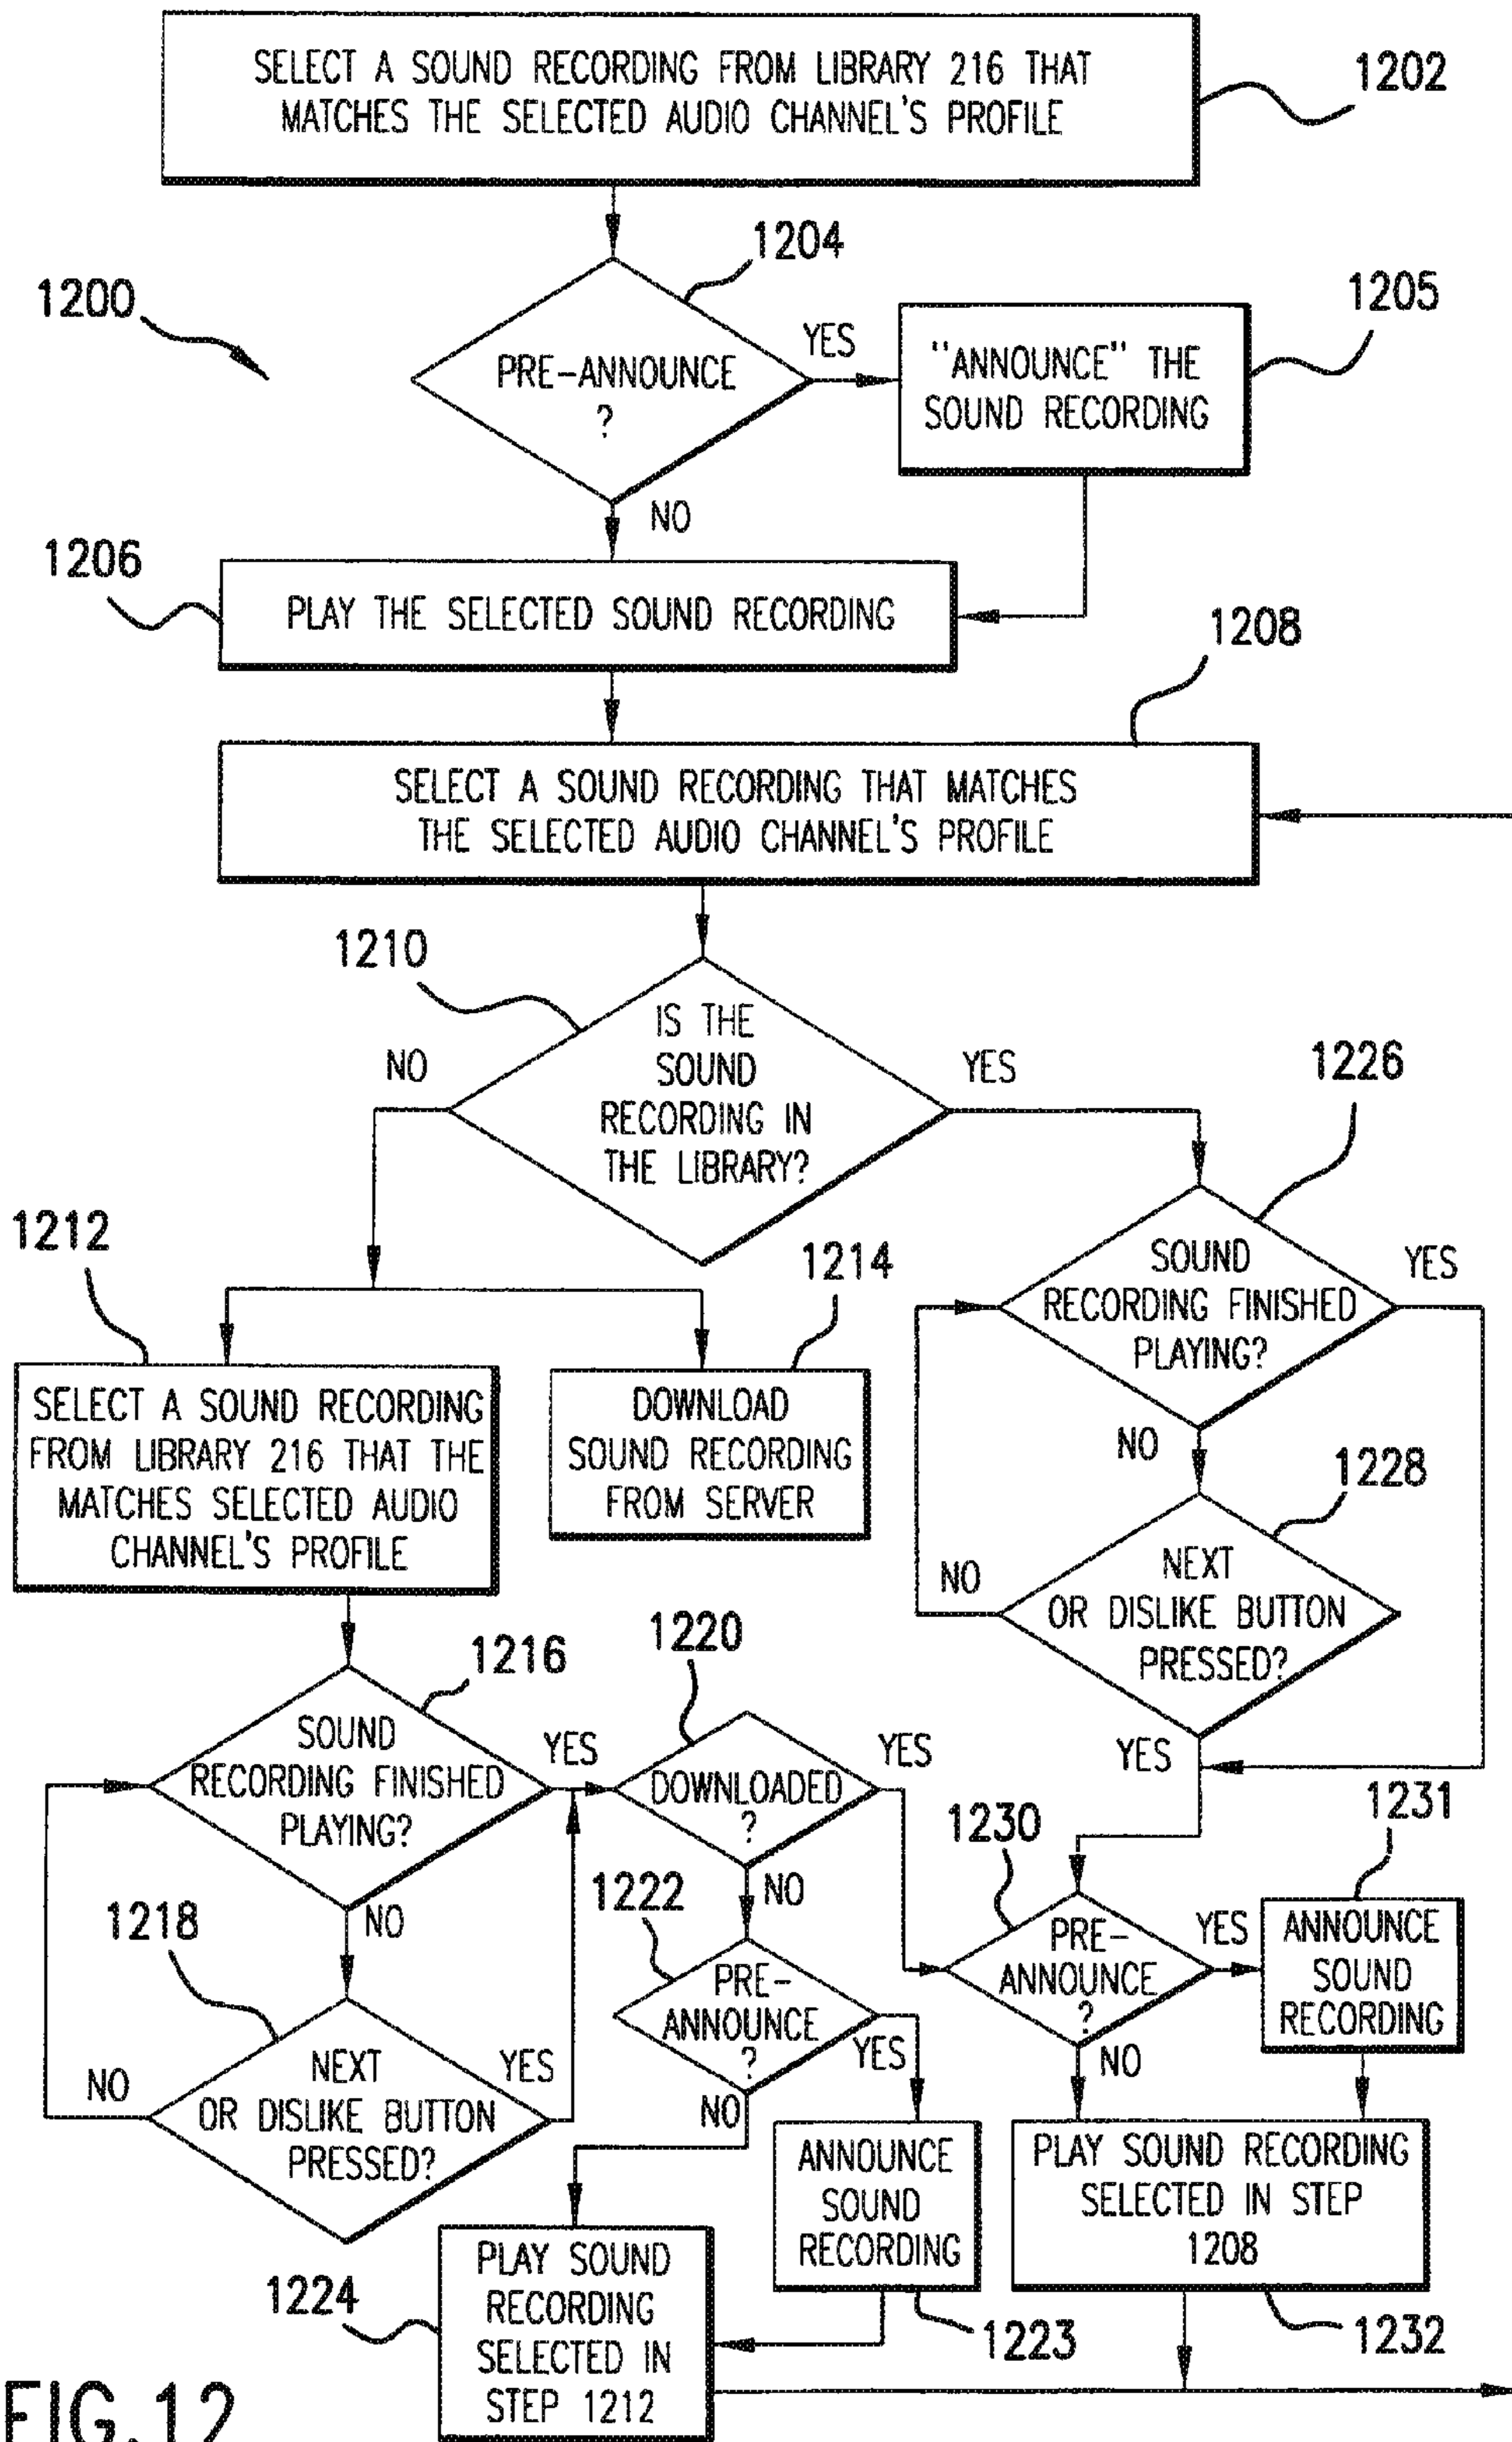 SELECT A SOUND RECORDING FROM LIBRARY 216 THAT
MATCHES THE SELECTED AUDIO CHANNEL'S PROFILE
1202
1204
1200
PRE-ANNOUNCE
?
YES
"ANNOUNCE" THE
SOUND RECORDING
1205
NO
1206
PLAY THE SELECTED SOUND RECORDING
1208
SELECT A SOUND RECORDING THAT MATCHES
THE SELECTED AUDIO CHANNEL'S PROFILE
1210
IS THE
SOUND
RECORDING IN
THE LIBRARY?
NO
YES
1226
1212
1214
SOUND
RECORDING FINISHED
PLAYING?
YES
NO
SELECT A SOUND RECORDING
FROM LIBRARY 216 THAT THE
MATCHES SELECTED AUDIO
CHANNEL'S PROFILE
DOWNLOAD
SOUND RECORDING
FROM SERVER
1228
NEXT
OR DISLIKE BUTTON
PRESSED?
NO
YES
1216
SOUND
RECORDING FINISHED
PLAYING?
YES
NO
1220
DOWNLOADED
?
YES
NO
1218
NEXT
OR DISLIKE BUTTON
PRESSED?
NO
YES
1222
PRE-
ANNOUNCE
?
YES
NO
1230
PRE-
ANNOUNCE
?
YES
NO
1231
ANNOUNCE
SOUND
RECORDING
ANNOUNCE
SOUND
RECORDING
1223
PLAY SOUND RECORDING
SELECTED IN STEP
1208
1232
1224
PLAY SOUND
RECORDING
SELECTED IN
STEP 1212
FIG.12